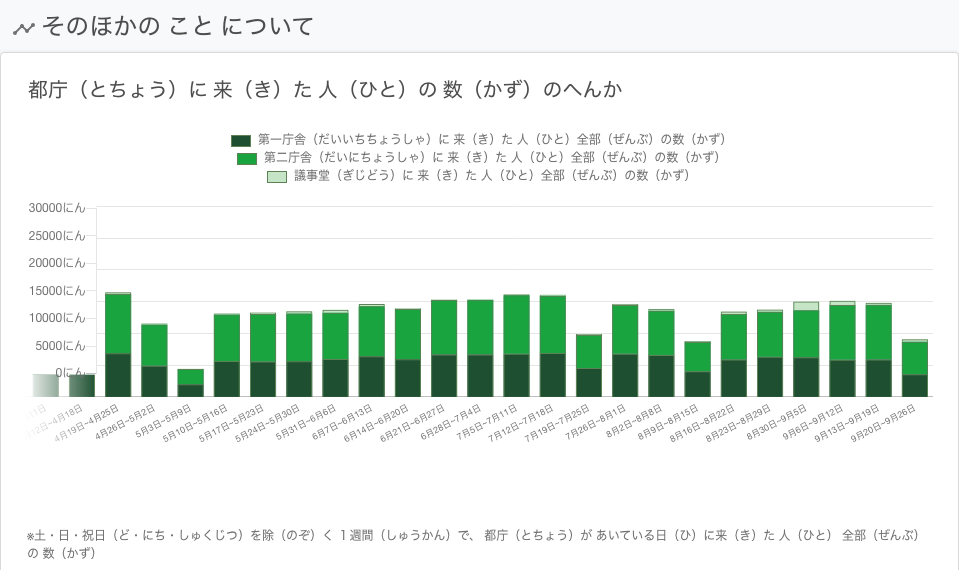 そのほかの こと について
都庁（とちょう）に 来（き）た 人（ひと）の 数（かず）のへんか
第一庁舎（だいいちちょうしゃ）に 来（き）た 人（ひと）全部（ぜんぶ）の数（かず）
第二庁舎（だいにちょうしゃ）に 来（き）た 人（ひと）全部（ぜんぶ）の数（かず）
議事堂（ぎじどう）に 来（き）た 人（ひと）全部（ぜんぶ）の数（かず）
30000にん
25000にん
20000にん
15000にん
10000にん
5000にん
0にん
4月19日~4月25日
4月26日~5月2日
5月3日~5月9日
5月10日~5月16日
5月17日~5月23日
5月24日~5月30日
5月31日~6月6日
6月7日~6月13日
6月14日~6月20日
6月21日~6月27日
6月28日~7月4日
7月5日~7月11日
7月12日~7月18日
7月19日~7月25日
7月26日~8月1日
8月2日~8月8日
8月9日~8月15日
8月16日~8月22日
8月23日~8月29日
8月30日~9月5日
9月6日~9月12日
9月13日~9月19日
9月20日~9月26日
※土・日・祝日（ど・にち・しゅくじつ）を除（のぞ）く １週間（しゅうかん）で、 都庁（とちょう）が あいている日（ひ）に来（き）た 人（ひと） 全部（ぜんぶ）
の 数（かず）